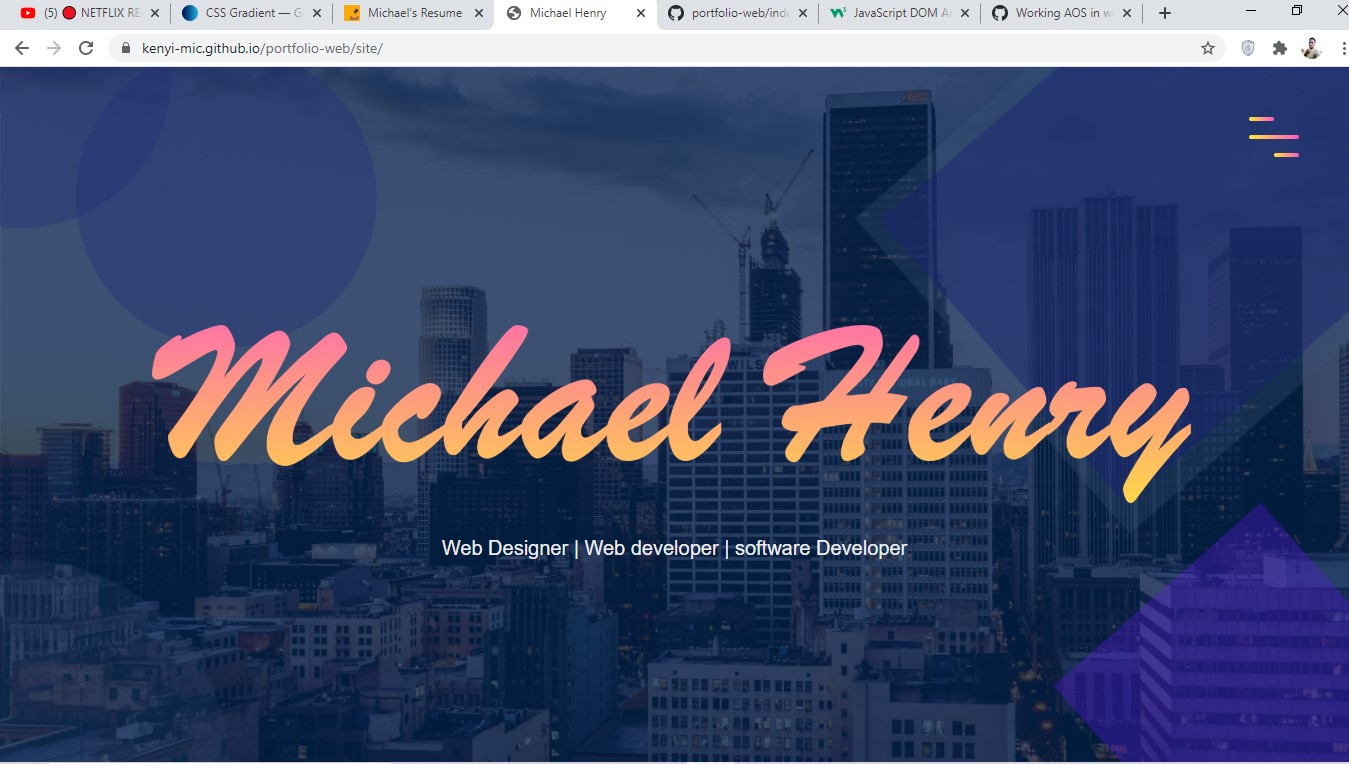 (5) 🔴 NETFLIX RE
CSS Gradient — G
Michael's Resume
Michael Henry
portfolio-web/inde
JavaScript DOM A
Working AOS in w
kenyi-mic.github.io/portfolio-web/site/
WILS
Michael Henry
Web Designer | Web developer | software Developer